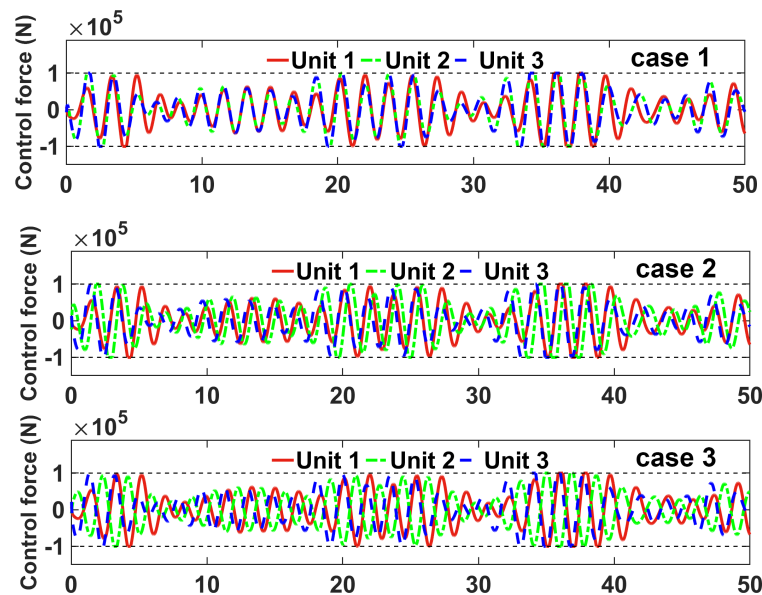 ×10⁵
Control force (N)
Unit 1 Unit 2 Unit 3
case 1
1
0
-1
0 10 20 30 40 50
×10⁵
Control force (N)
Unit 1 Unit 2 Unit 3
case 2
1
0
-1
0 10 20 30 40 50
×10⁵
Control force (N)
Unit 1 Unit 2 Unit 3
case 3
1
0
-1
0 10 20 30 40 50